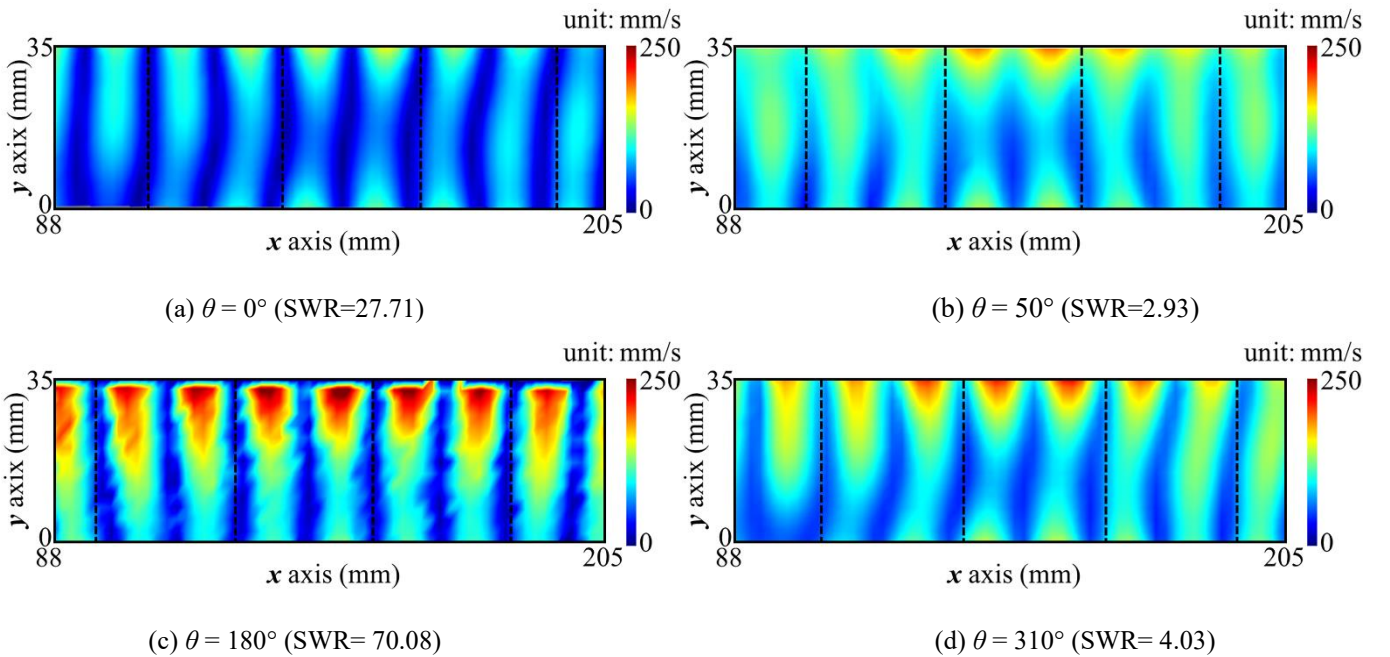 unit: mm/s
35
250
y axix (mm)
0
0
88
205
x axis (mm)
(a) θ = 0° (SWR=27.71)
unit: mm/s
35
250
y axix (mm)
0
0
88
205
x axis (mm)
(b) θ = 50° (SWR=2.93)
unit: mm/s
35
250
y axix (mm)
0
0
88
205
x axis (mm)
(c) θ = 180° (SWR= 70.08)
unit: mm/s
35
250
y axix (mm)
0
0
88
205
x axis (mm)
(d) θ = 310° (SWR= 4.03)